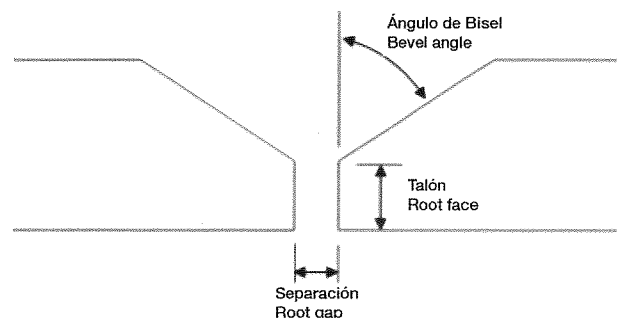 Ángulo de Bisel
Bevel angle
Talón
Root face
Separación
Root gap